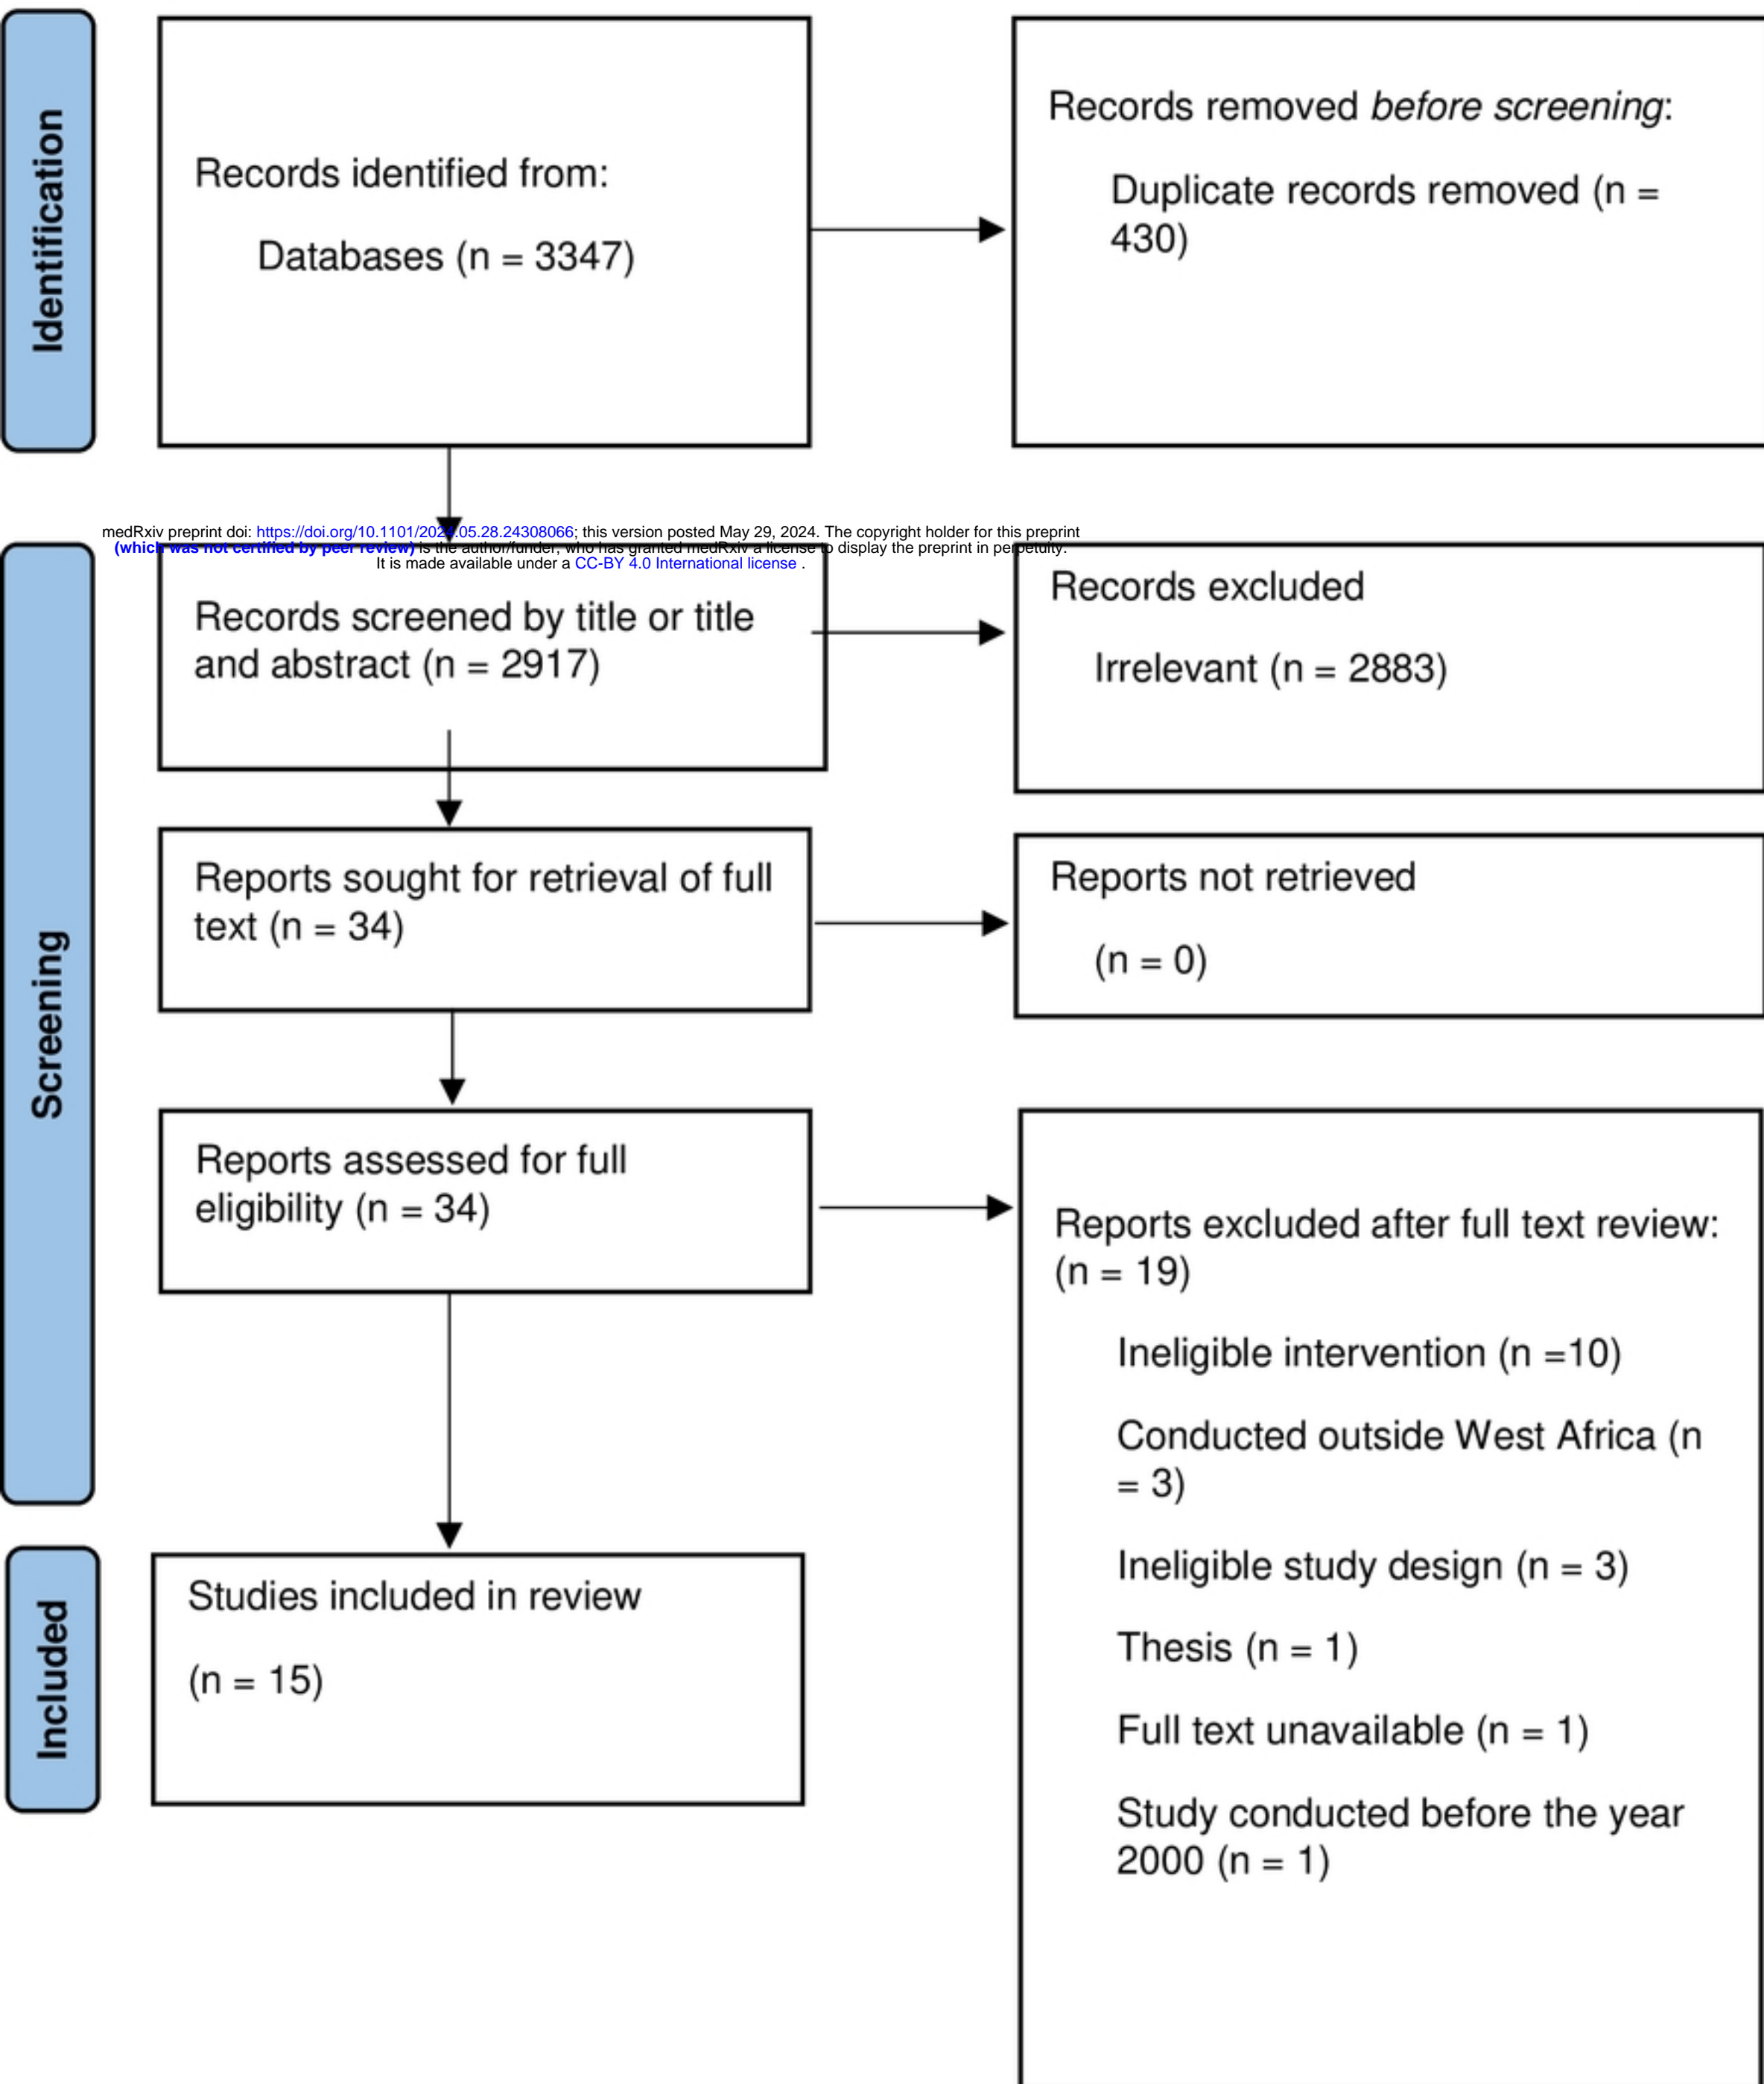 Identification
Records identified from:
Databases (n = 3347)
Records removed before screening:
Duplicate records removed (n =
430)
medRxiv preprint doi: https://doi.org/10.1101/2024.05.28.24308066; this version posted May 29, 2024. The copyright holder for this preprint
(which was not certified by peer review) is the author/funder, who has granted medRxiv a license to display the preprint in perpetuity.
It is made available under a CC-BY 4.0 International license .
Screening
Records screened by title or title
and abstract (n = 2917)
Records excluded
Irrelevant (n = 2883)
Reports sought for retrieval of full
text (n = 34)
Reports not retrieved
(n = 0)
Reports assessed for full
eligibility (n = 34)
Reports excluded after full text review:
(n = 19)
Ineligible intervention (n =10)
Conducted outside West Africa (n
= 3)
Ineligible study design (n = 3)
Thesis (n = 1)
Full text unavailable (n = 1)
Study conducted before the year
2000 (n = 1)
Included
Studies included in review
(n = 15)